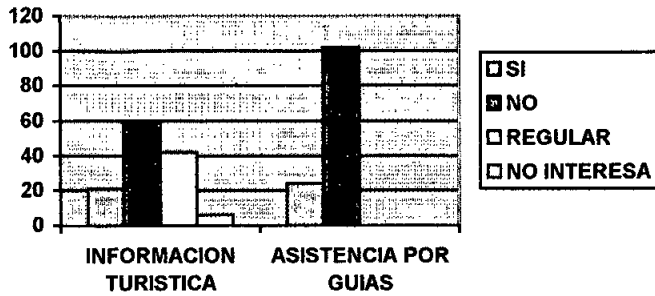 120
100
80
60
40
20
0
INFORMACION
TURISTICA
ASISTENCIA POR
GUIAS
SI
NO
REGULAR
NO INTERESA